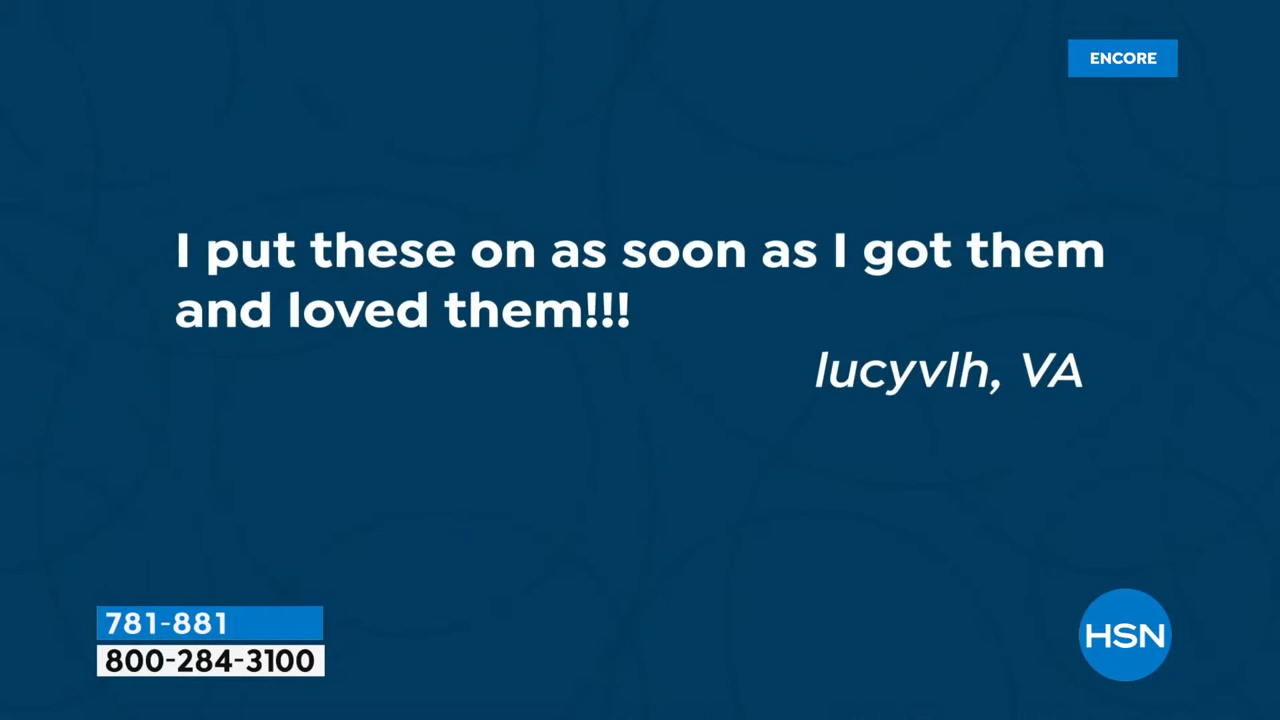 ENCORE
I put these on as soon as I got them
and loved them!!!
lucyvlh, VA
781-881
800-284-3100
HSN